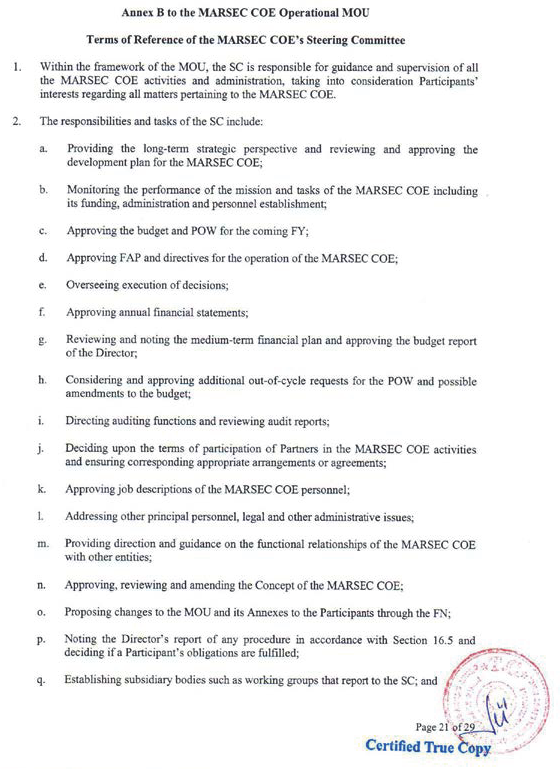 Annex B to the MARSEC COE Operational MOU
Terms of Reference of the MARSEC COE's Steering Committee
1. Within the framework of the MOU, the SC is responsible for guidance and supervision of all
the MARSEC COE activities and administration, taking into consideration Participants'
interests regarding all matters pertaining to the MARSEC COE.
2. The responsibilities and tasks of the SC include:
a. Providing the long-term strategic perspective and reviewing and approving the
development plan for the MARSEC COE;
b. Monitoring the performance of the mission and tasks of the MARSEC COE including
its funding, administration and personnel establishment;
c. Approving the budget and POW for the coming FY;
d. Approving FAP and directives for the operation of the MARSEC COE;
e. Overseeing execution of decisions;
f. Approving annual financial statements;
g. Reviewing and noting the medium-term financial plan and approving the budget report
of the Director;
h. Considering and approving additional out-of-cycle requests for the POW and possible
amendments to the budget;
i. Directing auditing functions and reviewing audit reports;
j. Deciding upon the terms of participation of Partners in the MARSEC COE activities
and ensuring corresponding appropriate arrangements or agreements;
k. Approving job descriptions of the MARSEC COE personnel;
l. Addressing other principal personnel, legal and other administrative issues;
m. Providing direction and guidance on the functional relationships of the MARSEC COE
with other entities;
n. Approving, reviewing and amending the Concept of the MARSEC COE;
o. Proposing changes to the MOU and its Annexes to the Participants through the FN;
p. Noting the Director's report of any procedure in accordance with Section 16.5 and
deciding if a Participant's obligations are fulfilled;
q. Establishing subsidiary bodies such as working groups that report to the SC; and
Page 21 of 29
Certified True Copy